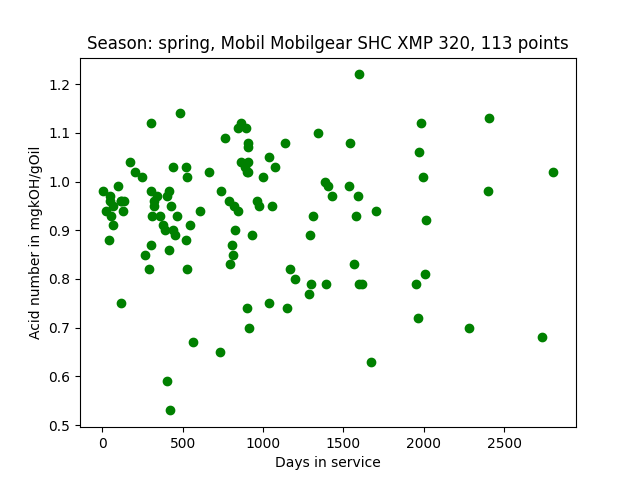 Season: spring, Mobil Mobilgear SHC XMP 320, 113 points
1.2
1.1
1.0
0.9
0.8
0.7
0.6
0.5
Acid number in mgkOH/gOil
0 500 1000 1500 2000 2500
Days in service